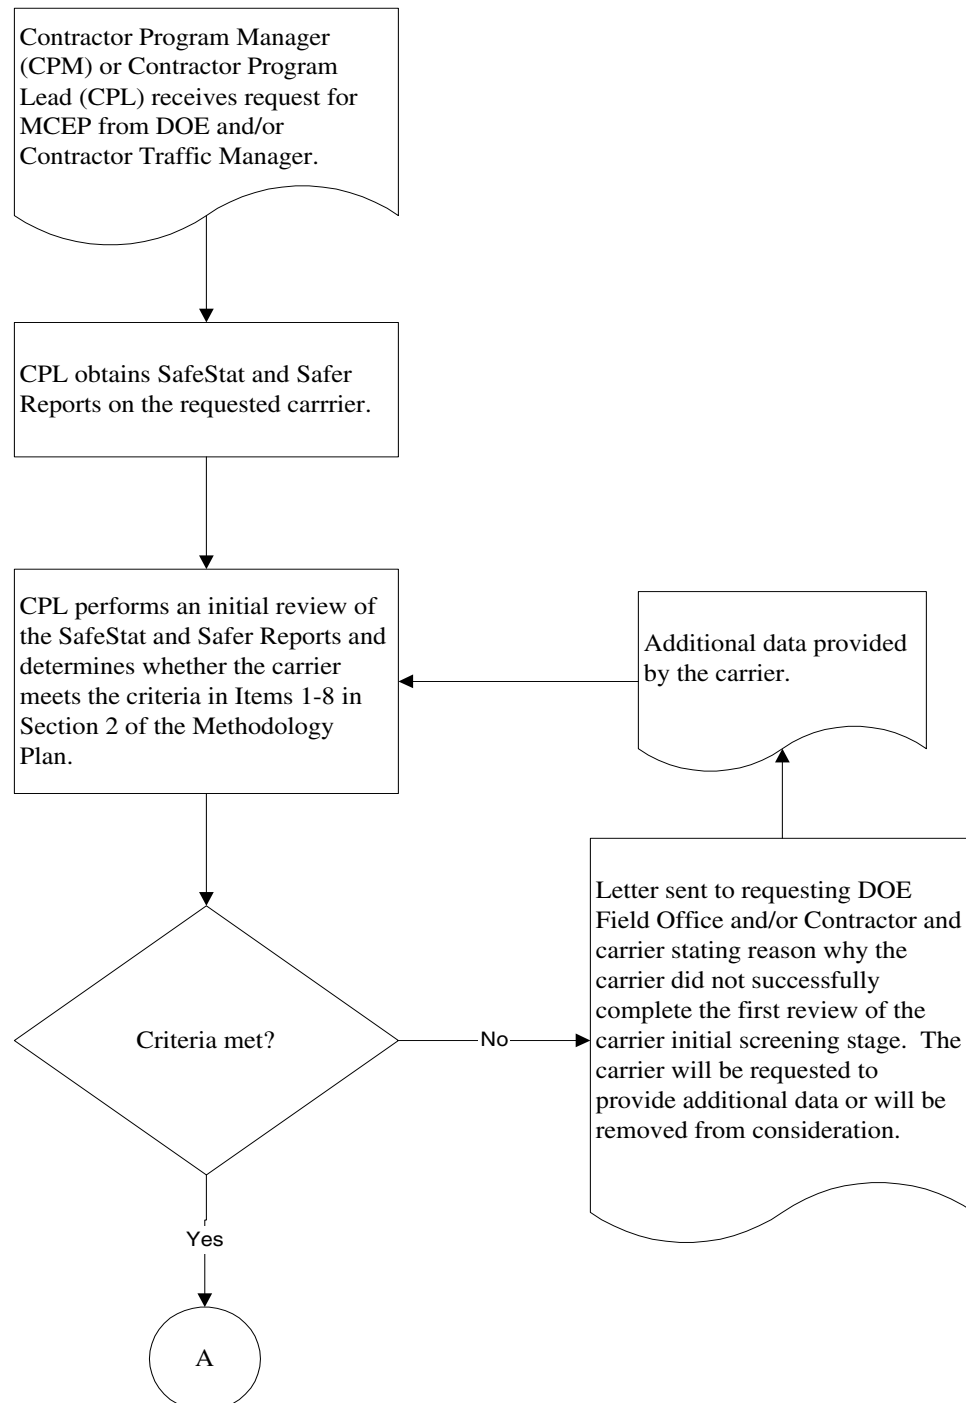 Contractor Program Manager
(CPM) or Contractor Program
Lead (CPL) receives request for
MCEP from DOE and/or
Contractor Traffic Manager.
CPL obtains SafeStat and Safer
Reports on the requested carrrier.
CPL performs an initial review of
the SafeStat and Safer Reports and
determines whether the carrier
meets the criteria in Items 1-8 in
Section 2 of the Methodology
Plan.
Additional data provided
by the carrier.
Criteria met?
No
Letter sent to requesting DOE
Field Office and/or Contractor and
carrier stating reason why the
carrier did not successfully
complete the first review of the
carrier initial screening stage.  The
carrier will be requested to
provide additional data or will be
removed from consideration.
Yes
A